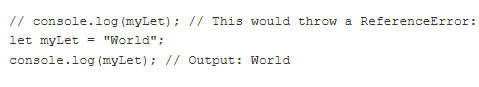 // console.log(myLet); // This would throw a ReferenceError:
let myLet = "World";
console.log(myLet); // Output: World